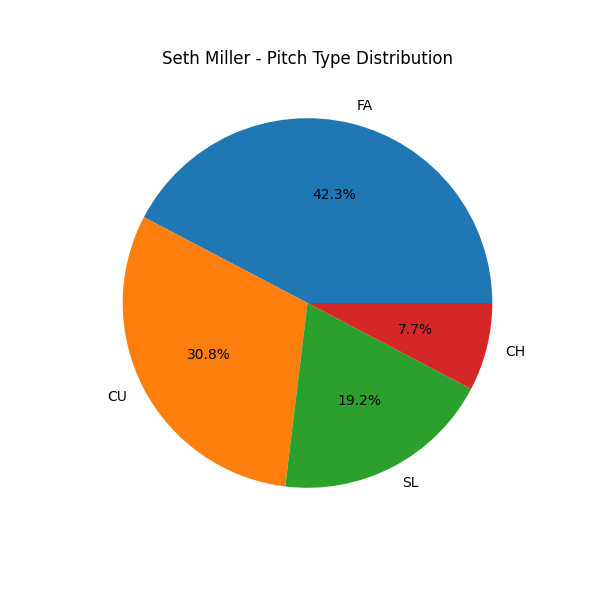 Seth Miller - Pitch Type Distribution
FA
42.3%
7.7%
CH
30.8%
CU
19.2%
SL